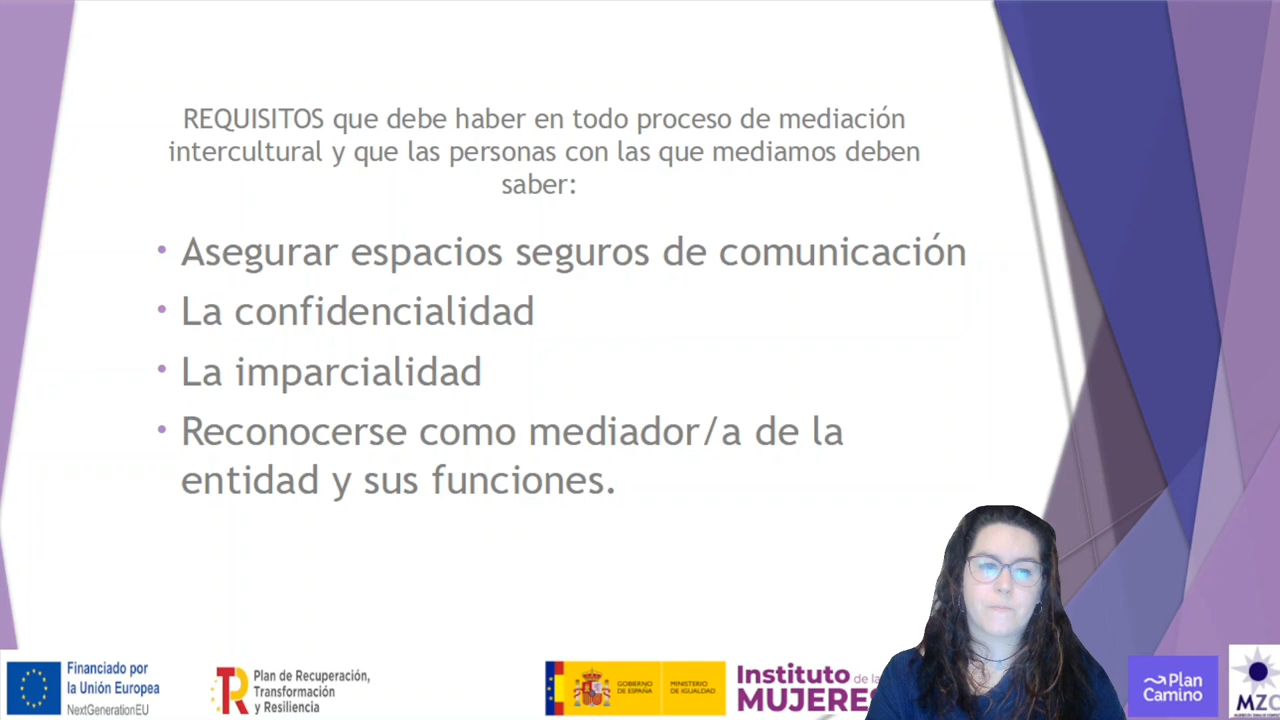 REQUISITOS que debe haber en todo proceso de mediación
intercultural y que las personas con las que mediamos deben
saber:
• Asegurar espacios seguros de comunicación
• La confidencialidad
• La imparcialidad
• Reconocerse como mediador/a de la
entidad y sus funciones.
Financiado por
la Unión Europea
NextGenerationEU
R
Plan de Recuperación,
Transformación
y Resiliencia
GOBIERNO
DE ESPAÑA
MINISTERIO
DE IGUALDAD
Instituto de la
MUJERES
Plan
Camino
MZC